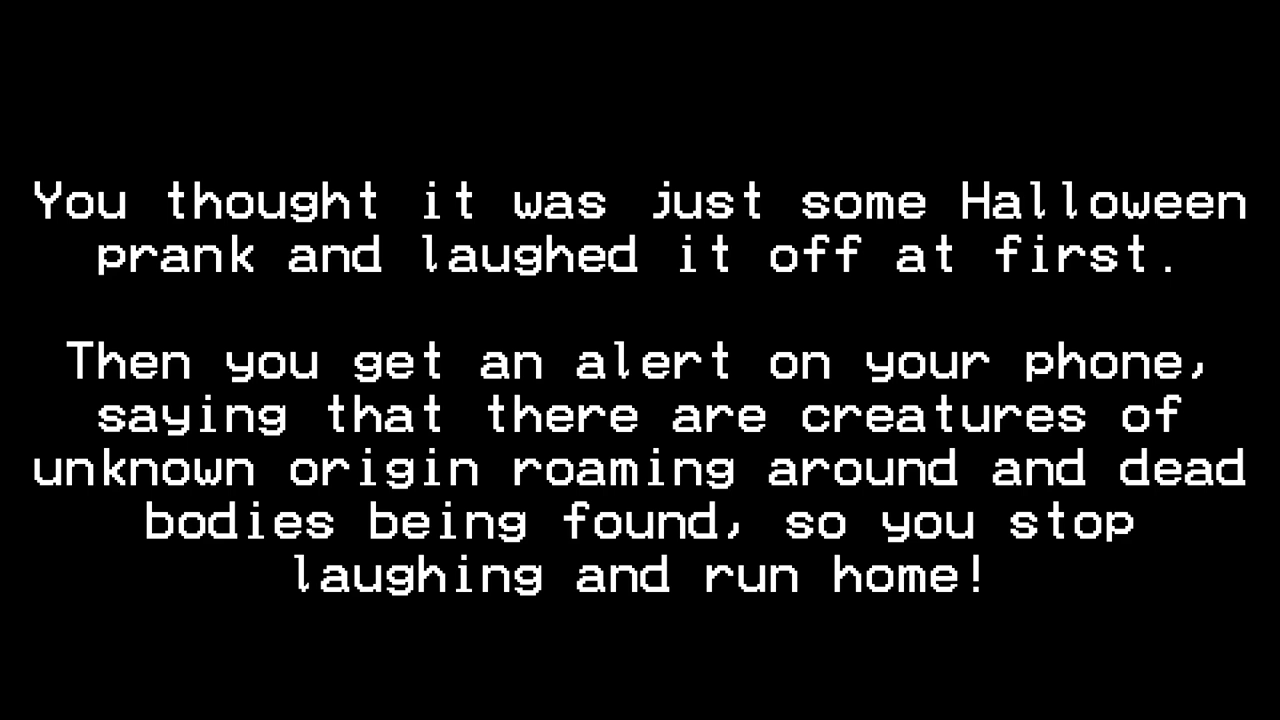 You thought it was just some Halloween
prank and laughed it off at first.
Then you get an alert on your phone,
saying that there are creatures of
unknown origin roaming around and dead
bodies being found, so you stop
laughing and run home!